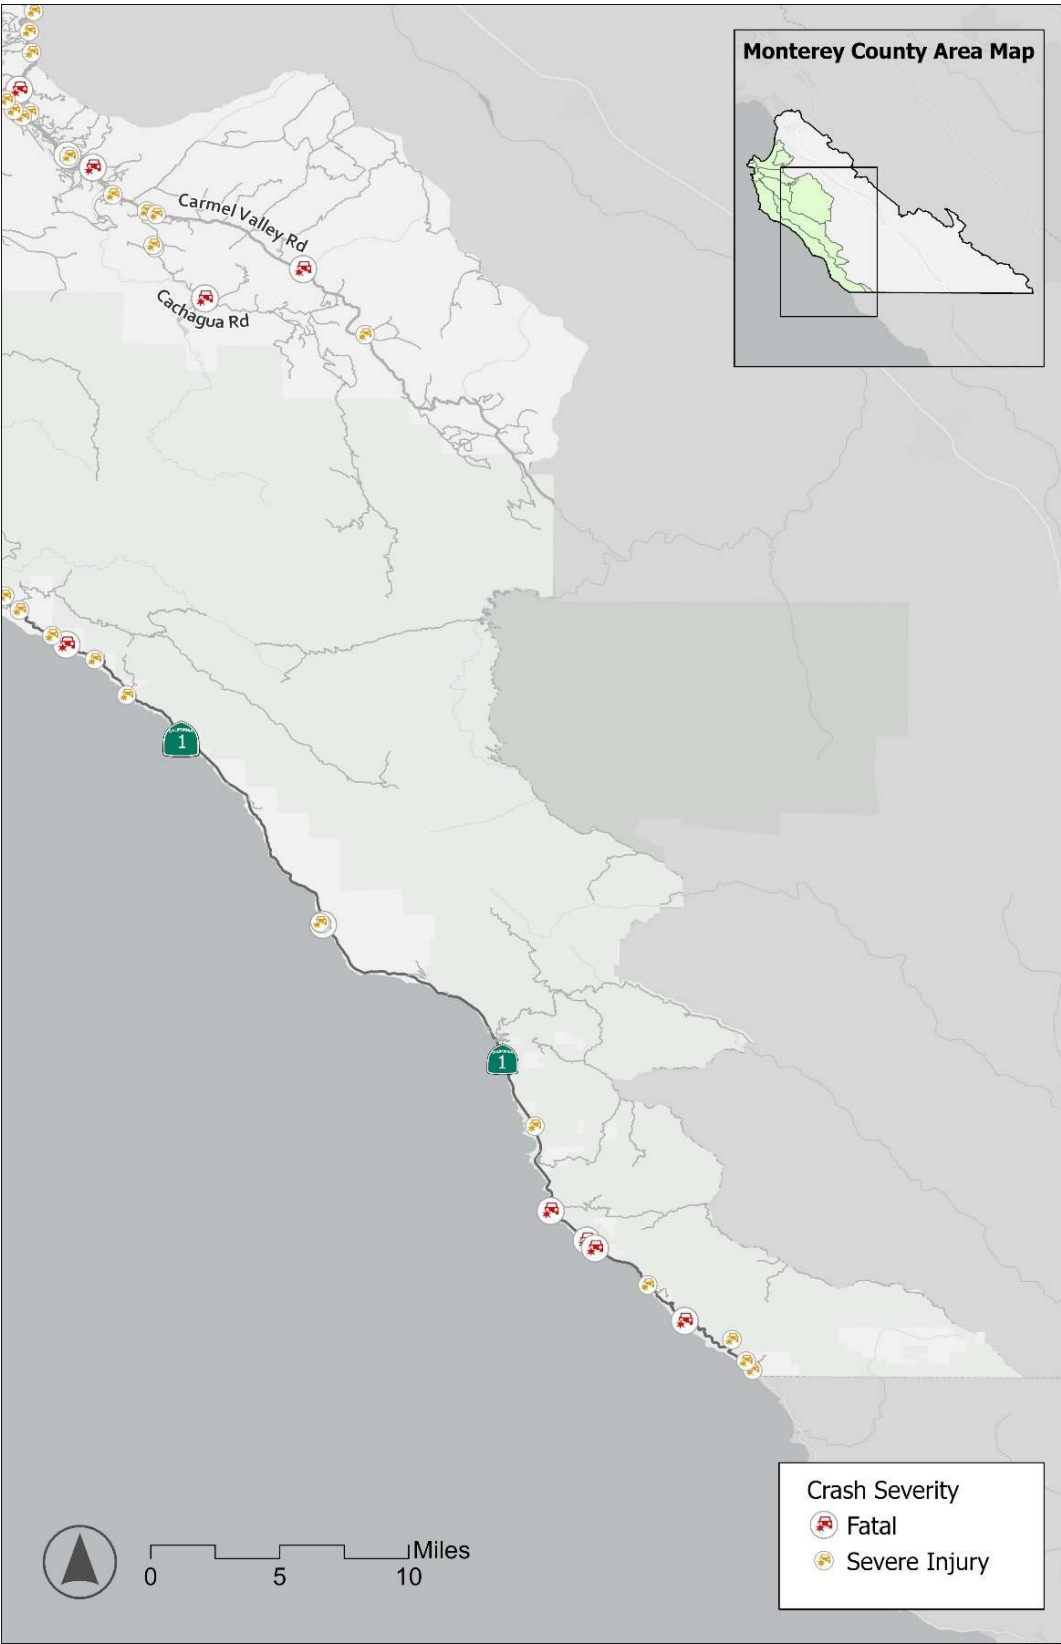 Monterey County Area Map
Carmel Valley Rd
Cachagua Rd
1
1
Crash Severity
Fatal
Severe Injury
Miles
0 5 10